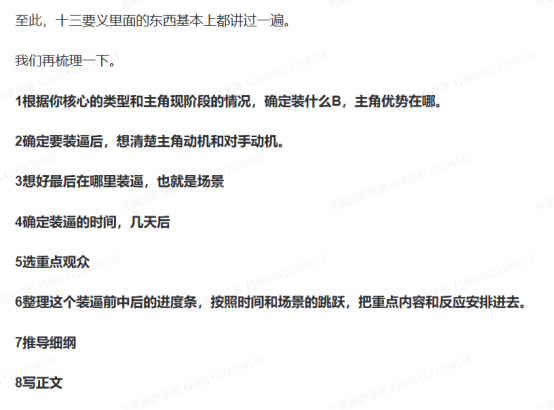 至此，十三要义里面的东西基本上都讲过一遍。
我们再梳理一下。
1根据你核心的类型和主角现阶段的情况，确定装什么B，主角优势在哪。
2确定要装逼后，想清楚主角动机和对手动机。
3想好最后在哪里装逼，也就是场景
4确定装逼的时间，几天后
5选重点观众
6整理这个装逼前中后的进度条，按照时间和场景的跳跃，把重点内容和反应安排进去。
7推导细纲
8写正文